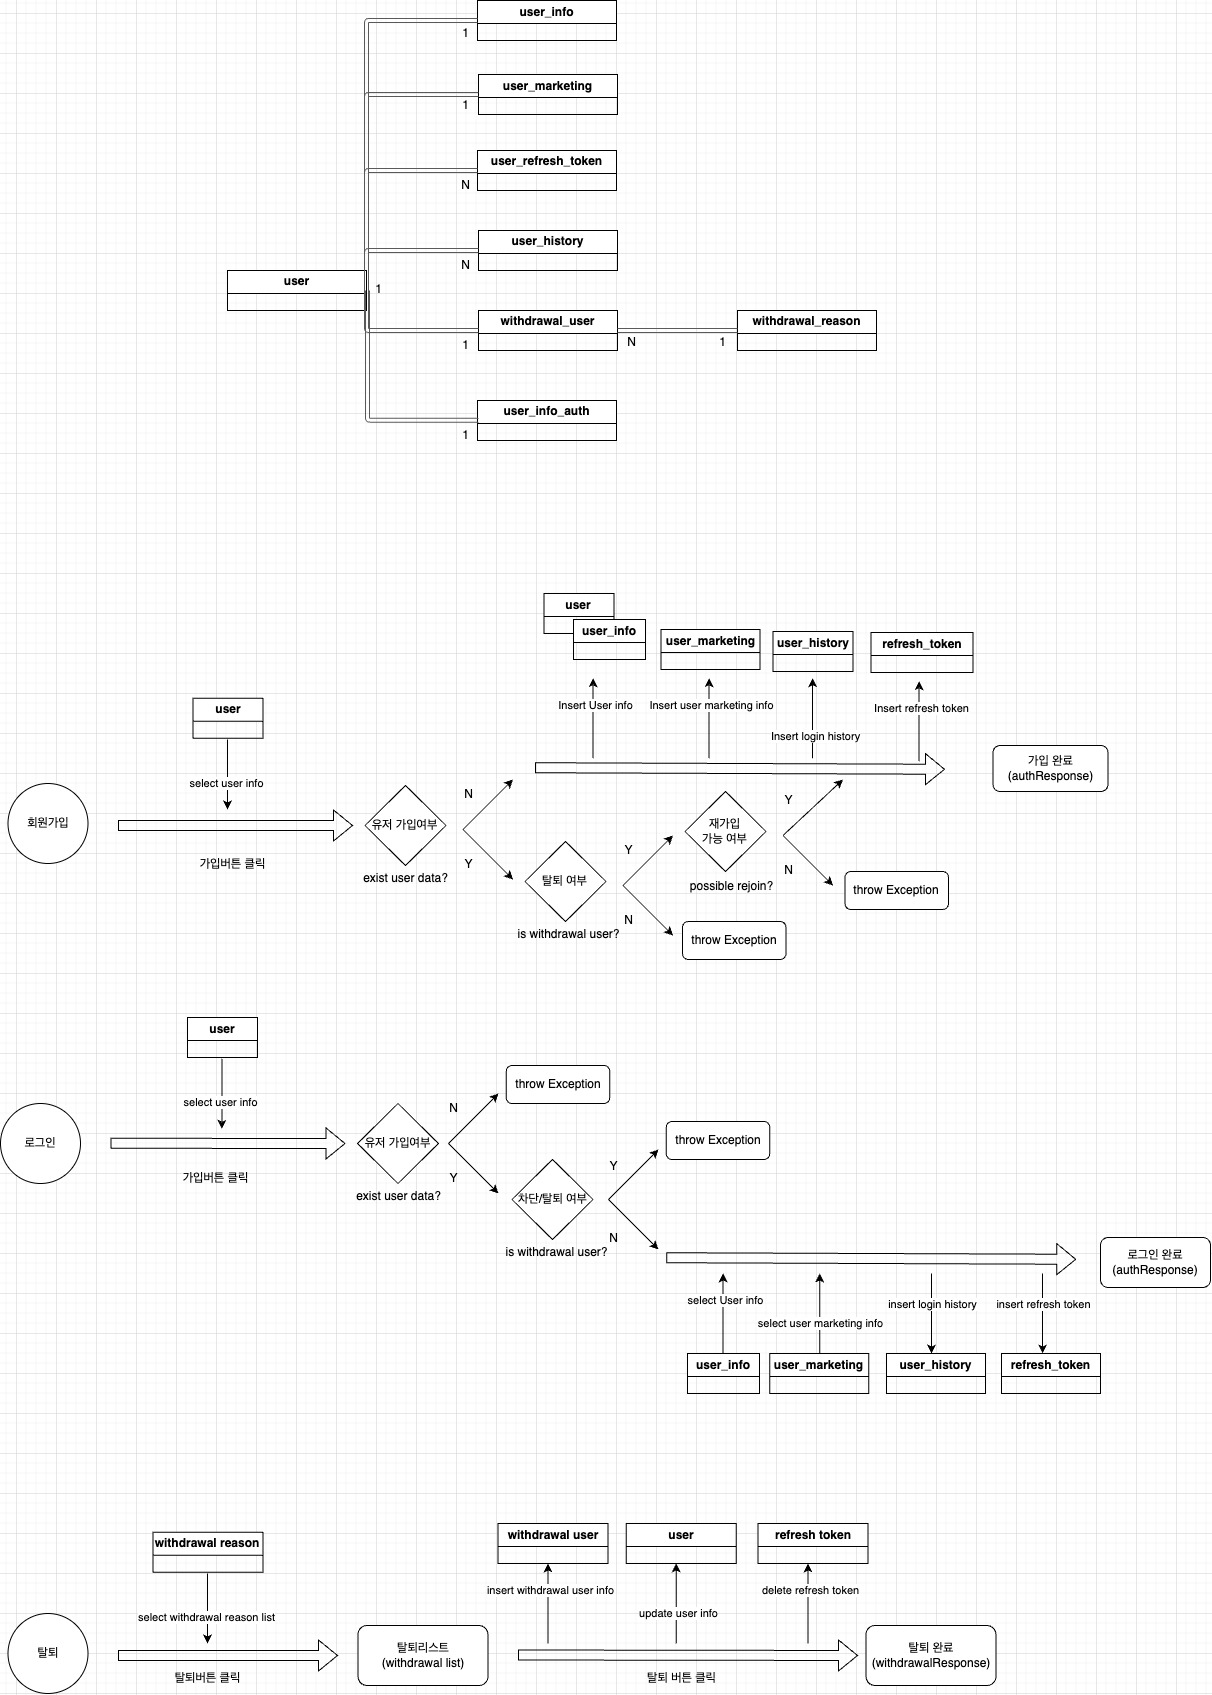 user_info
1
user_marketing
1
user_refresh_token
N
user_history
N
user
1
withdrawal_user
1
N
1
withdrawal_reason
user_info_auth
1
user
user_info
user_marketing
user_history
refresh_token
Insert User info
Insert user marketing info
Insert login history
Insert refresh token
user
select user info
회원가입
가입버튼 클릭
유저 가입여부
exist user data?
N
Y
탈퇴 여부
is withdrawal user?
Y
N
재가입
가능 여부
possible rejoin?
Y
N
throw Exception
throw Exception
가입 완료
(authResponse)
user
select user info
로그인
가입버튼 클릭
유저 가입여부
exist user data?
N
Y
throw Exception
차단/탈퇴 여부
is withdrawal user?
Y
N
throw Exception
로그인 완료
(authResponse)
select User info
select user marketing info
insert login history
insert refresh token
user_info
user_marketing
user_history
refresh_token
withdrawal reason
select withdrawal reason list
탈퇴
탈퇴버튼 클릭
탈퇴리스트
(withdrawal list)
withdrawal user
user
refresh token
insert withdrawal user info
update user info
delete refresh token
탈퇴 버튼 클릭
탈퇴 완료
(withdrawalResponse)